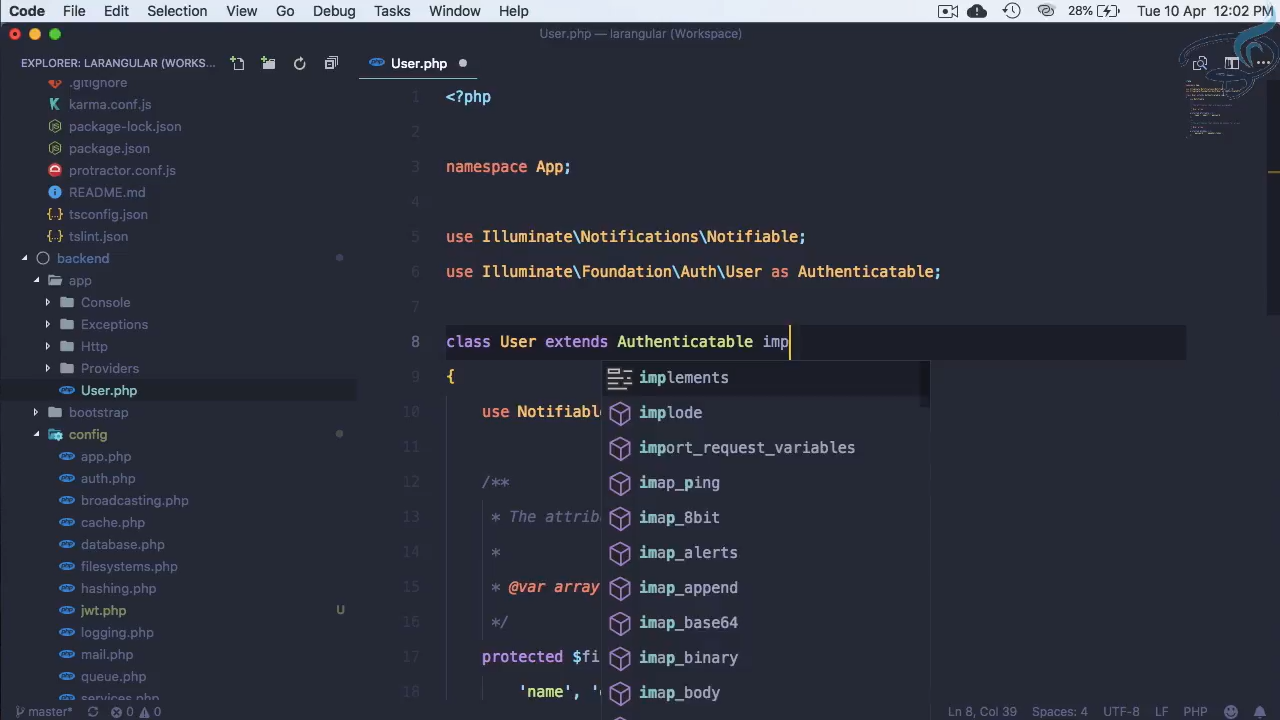 Code File Edit Selection View Go Debug Tasks Window Help 28% Tue 10 Apr 12:02 PM
User.php — larangular (Workspace)
EXPLORER: LARANGULAR (WORKS...
User.php
.gitignore
karma.conf.js
package-lock.json
package.json
protractor.conf.js
README.md
tsconfig.json
tslint.json
backend
app
Console
Exceptions
Http
Providers
User.php
bootstrap
config
app.php
auth.php
broadcasting.php
cache.php
database.php
filesystems.php
hashing.php
jwt.php U
logging.php
mail.php
queue.php
services.php
1 <?php
2
3 namespace App;
4
5 use Illuminate\Notifications\Notifiable;
6 use Illuminate\Foundation\Auth\User as Authenticatable;
7
8 class User extends Authenticatable imp
9 {
10 use Notifiabl
11
12 /**
13 * The attrib
14 *
15 * @var array
16 */
17 protected $fi
18 'name', '
implements
implode
import_request_variables
imap_ping
imap_8bit
imap_alerts
imap_append
imap_base64
imap_binary
imap_body
master* 0 0 Ln 8, Col 39 Spaces: 4 UTF-8 LF PHP